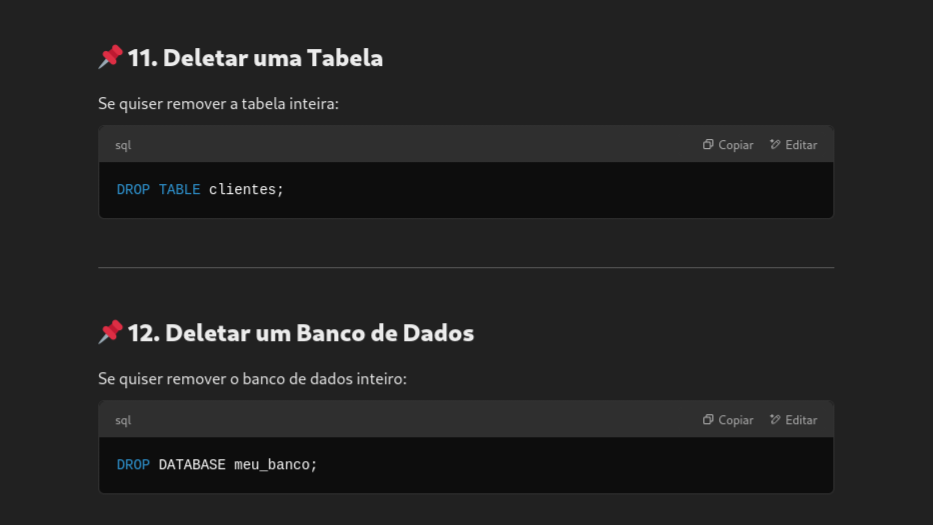 📌 11. Deletar uma Tabela
Se quiser remover a tabela inteira:
sql Copiar Editar
DROP TABLE clientes;
📌 12. Deletar um Banco de Dados
Se quiser remover o banco de dados inteiro:
sql Copiar Editar
DROP DATABASE meu_banco;